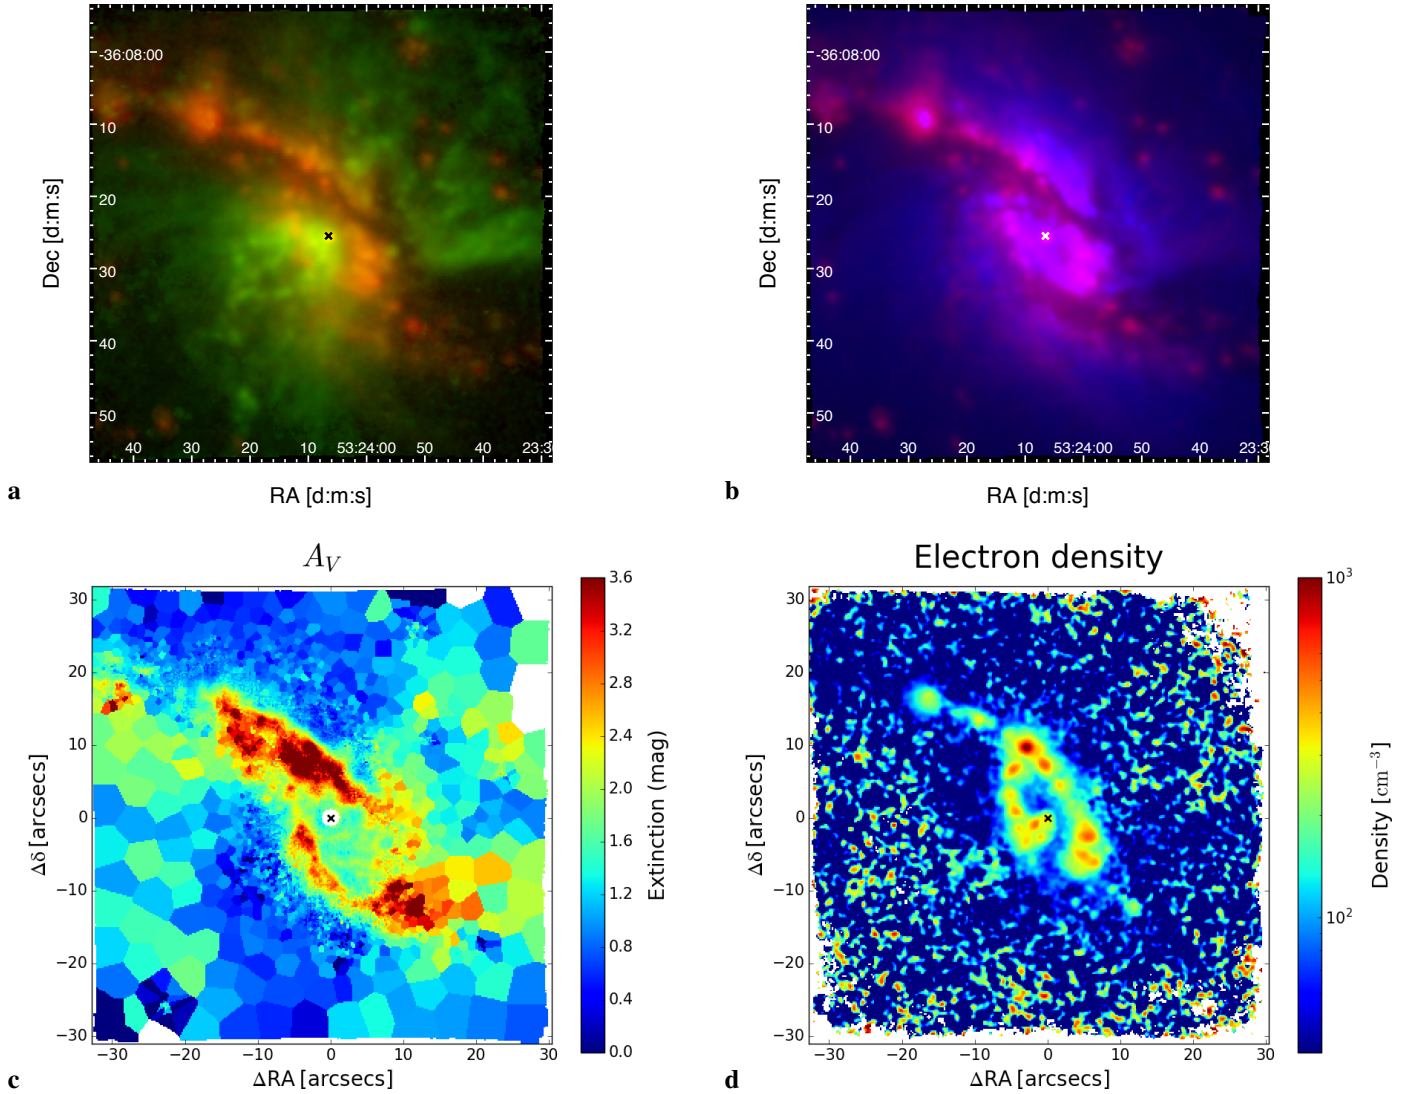 -36:08:00
10
20
30
40
50
Dec [d:m:s]
40 30 20 10 53:24:00 50 40 23:3
RA [d:m:s]
a
-36:08:00
10
20
30
40
50
Dec [d:m:s]
40 30 20 10 53:24:00 50 40 23:3
RA [d:m:s]
b
A_V
30
20
10
0
−10
−20
−30
Δδ [arcsecs]
−30 −20 −10 0 10 20 30
ΔRA [arcsecs]
3.6
3.2
2.8
2.4
2.0
1.6
1.2
0.8
0.4
0.0
Extinction (mag)
c
Electron density
30
20
10
0
−10
−20
−30
Δδ [arcsecs]
−30 −20 −10 0 10 20 30
ΔRA [arcsecs]
10³
10²
Density [cm⁻³]
d